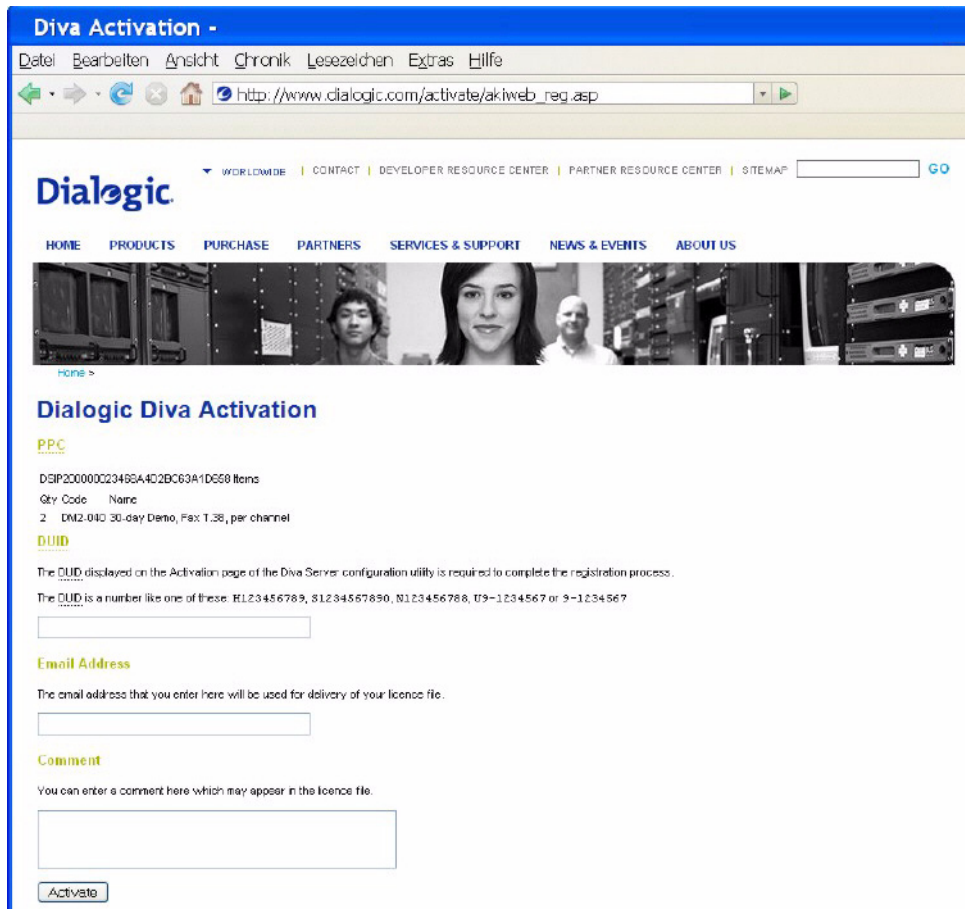 Diva Activation -
Datei Bearbeiten Ansicht Chronik Lesezeichen Extras Hilfe
http://www.dialogic.com/activate/akiweb_reg.asp
WORLDWIDE | CONTACT | DEVELOPER RESOURCE CENTER | PARTNER RESOURCE CENTER | SITEMAP GO
Dialogic.
HOME PRODUCTS PURCHASE PARTNERS SERVICES & SUPPORT NEWS & EVENTS ABOUT US
Home >
Dialogic Diva Activation
PPC
Items
Qty Code Name
2 DM2-040 30-day Demo, Fax T.38, per channel
DUID
The DUID displayed on the Activation page of the Diva Server configuration utility is required to complete the registration process.
The DUID is a number like one of these: H123456789, S1234567890, N123456788, U9-1234567 or 9-1234567
Email Address
The email address that you enter here will be used for delivery of your licence file.
Comment
You can enter a comment here which may appear in the licence file.
Activate